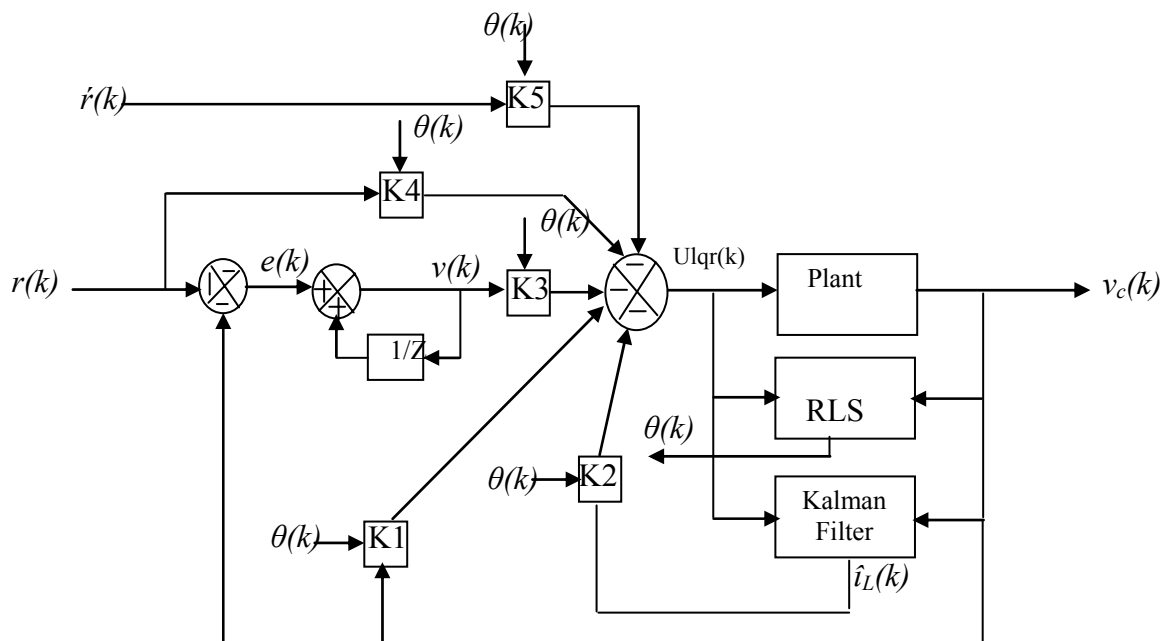 θ(k)
ŕ(k)
K5
θ(k)
K4
θ(k)
r(k)
e(k)
v(k)
K3
Ulqr(k)
Plant
v_c(k)
1/Z
RLS
θ(k)
θ(k)
K2
Kalman
Filter
θ(k)
K1
î_L(k)